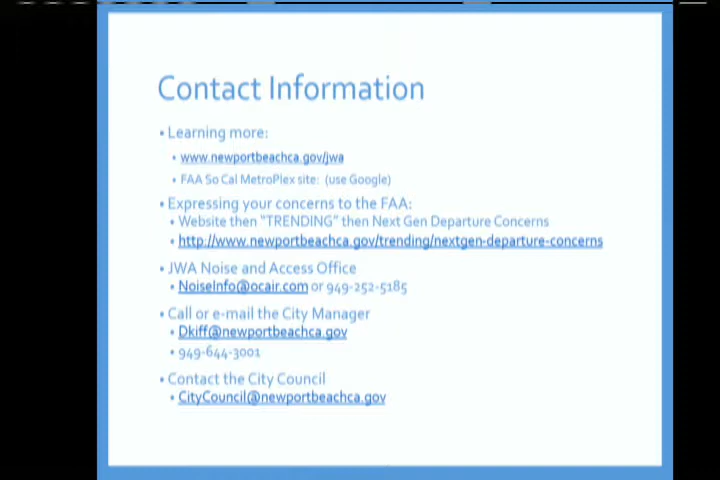 Contact Information
• Learning more:
• www.newportbeachca.gov/jwa
• FAA So Cal MetroPlex site: (use Google)
• Expressing your concerns to the FAA:
• Website then "TRENDING" then Next Gen Departure Concerns
• http://www.newportbeachca.gov/trending/nextgen-departure-concerns
• JWA Noise and Access Office
• NoiseInfo@ocair.com or 949-252-5185
• Call or e-mail the City Manager
• Dkiff@newportbeachca.gov
• 949-644-3001
• Contact the City Council
• CityCouncil@newportbeachca.gov